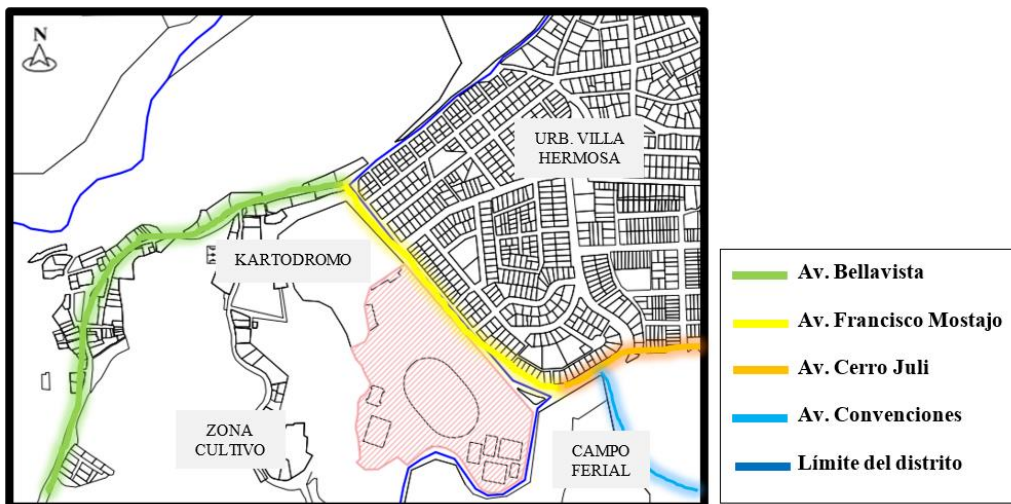 N
URB. VILLA
HERMOSA
KARTODROMO
ZONA
CULTIVO
CAMPO
FERIAL
Av. Bellavista
Av. Francisco Mostajo
Av. Cerro Juli
Av. Convenciones
Límite del distrito